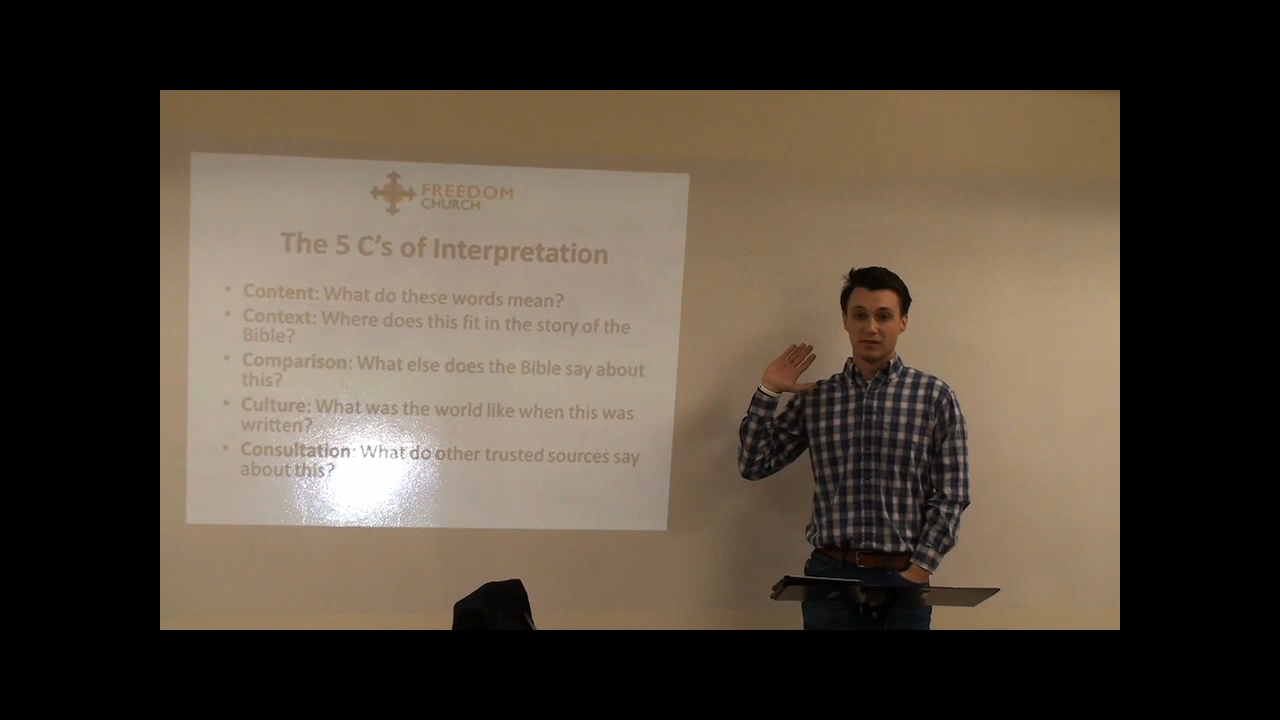 FREEDOM
CHURCH
The 5 C's of Interpretation
• Content: What do these words mean?
• Context: Where does this fit in the story of the
Bible?
• Comparison: What else does the Bible say about
this?
• Culture: What was the world like when this was
written?
• Consultation: What do other trusted sources say
about this?